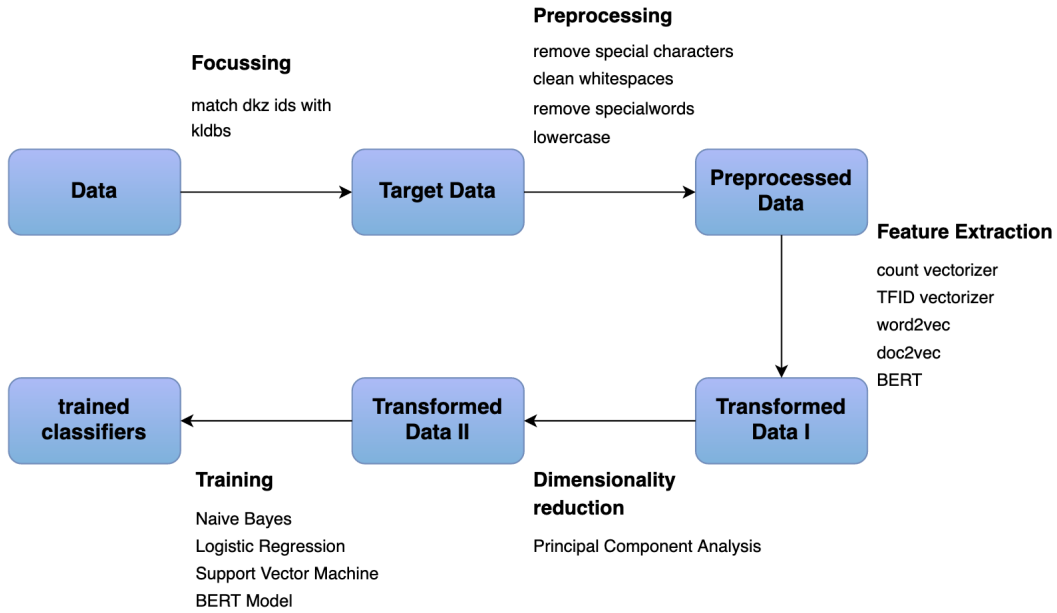 Focussing
match dkz ids with
kldbs
Preprocessing
remove special characters
clean whitespaces
remove specialwords
lowercase
Data
Target Data
Preprocessed
Data
Feature Extraction
count vectorizer
TFID vectorizer
word2vec
doc2vec
BERT
Transformed
Data I
Dimensionality
reduction
Principal Component Analysis
Transformed
Data II
Training
Naive Bayes
Logistic Regression
Support Vector Machine
BERT Model
trained
classifiers